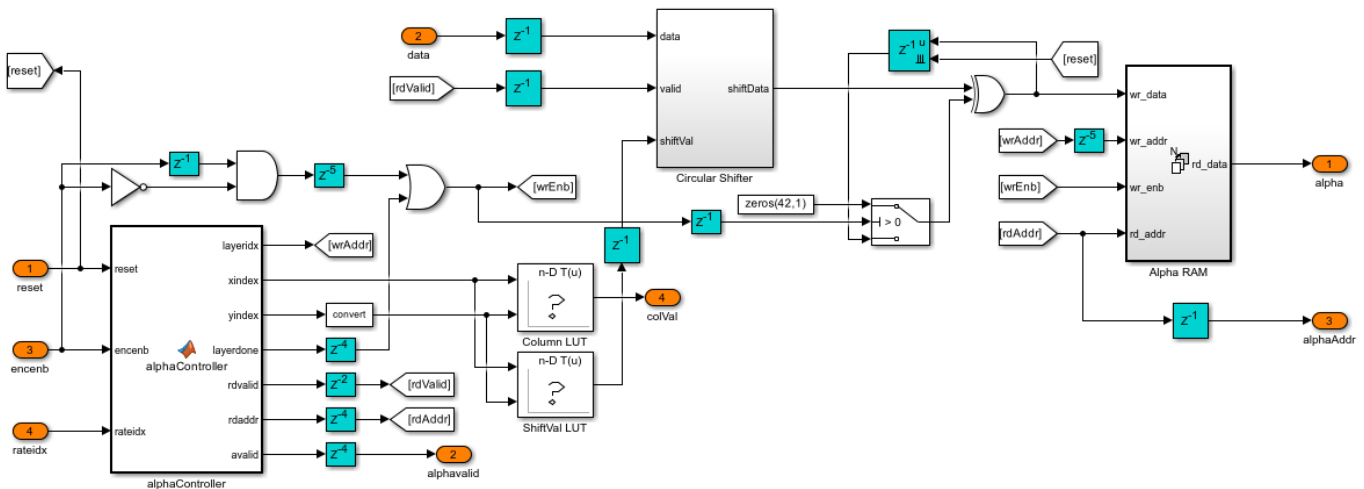 2
data
z-1
[rdValid]
z-1
data
valid
shiftVal
shiftData
Circular Shifter
z-1 u
[reset]
[reset]
wr_data
[wrAddr]
z-5
wr_addr
[wrEnb]
wr_enb
[rdAddr]
rd_addr
N
rd_data
Alpha RAM
1
alpha
z-1
3
alphaAddr
z-1
z-5
[wrEnb]
z-1
zeros(42,1)
> 0
z-1
1
reset
3
encenb
4
rateidx
reset
encenb
rateidx
alphaController
layeridx
xindex
yindex
layerdone
rdvalid
rdaddr
avalid
alphaController
[wrAddr]
convert
z-4
z-2
[rdValid]
z-4
[rdAddr]
z-4
2
alphavalid
n-D T(u)
?
Column LUT
4
colVal
n-D T(u)
?
ShiftVal LUT